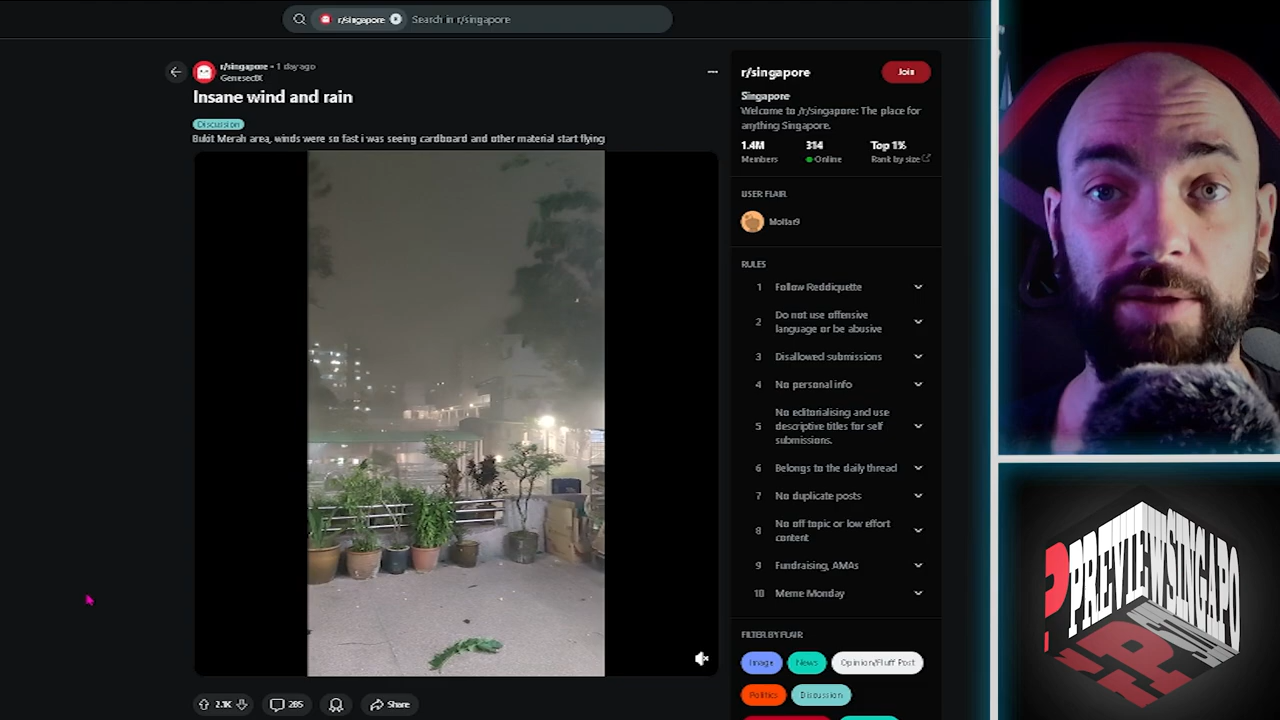 r/singapore
Search in r/singapore
r/singapore • 1 day ago
GenesectX
Insane wind and rain
Discussion
Bukit Merah area, winds were so fast i was seeing cardboard and other material start flying
2.1K
285
Share
r/singapore
Join
Singapore
Welcome to /r/singapore: The place for
anything Singapore.
1.4M
314
Top 1%
Members
Online
Rank by size
USER FLAIR
RULES
1 Follow Reddiquette
2 Do not use offensive
language or be abusive
3 Disallowed submissions
4 No personal info
5 No editorialising and use
descriptive titles for self
submissions.
6 Belongs to the daily thread
7 No duplicate posts
8 No off topic or low effort
content
9 Fundraising, AMAs
10 Meme Monday
FILTER BY FLAIR
Image
News
Opinion/Fluff Post
Politics
Discussion
PREVIEWSINGAPO